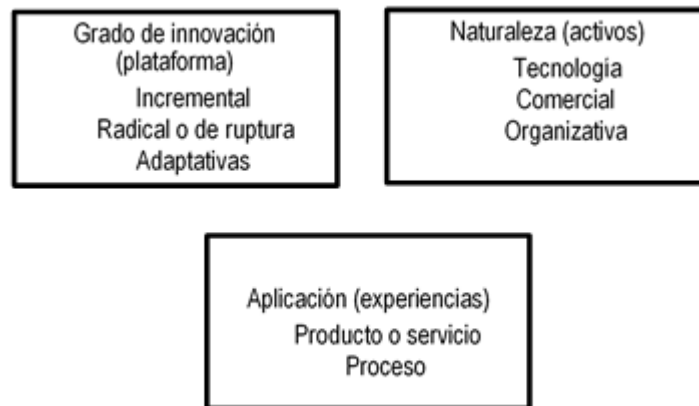 Grado de innovación
(plataforma)
Incremental
Radical o de ruptura
Adaptativas
Naturaleza (activos)
Tecnología
Comercial
Organizativa
Aplicación (experiencias)
Producto o servicio
Proceso